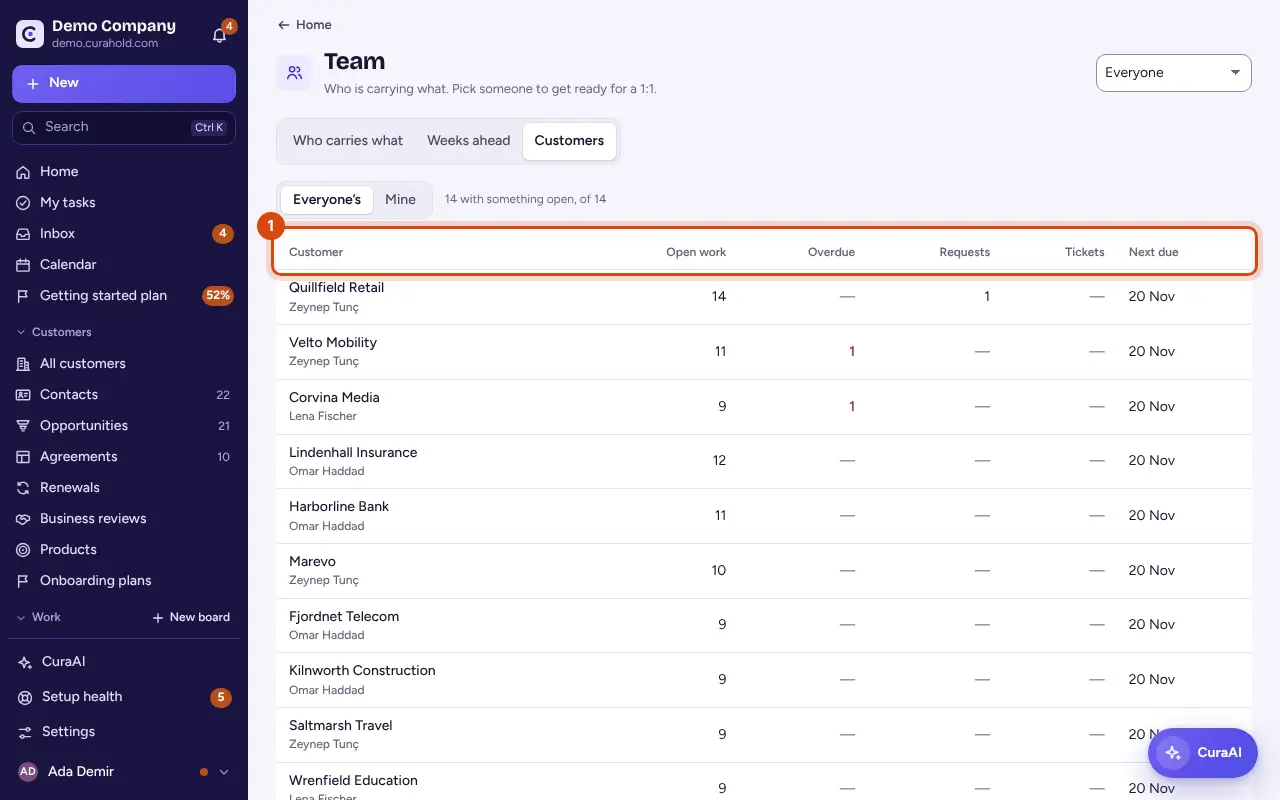 Demo Company
demo.curahold.com
4
New
Search
Ctrl K
Home
My tasks
Inbox
4
Calendar
Getting started plan
52%
Customers
All customers
Contacts
22
Opportunities
21
Agreements
10
Renewals
Business reviews
Products
Onboarding plans
Work
New board
CuraAI
Setup health
5
Settings
AD
Ada Demir
Home
Team
Who is carrying what. Pick someone to get ready for a 1:1.
Everyone
Who carries what
Weeks ahead
Customers
Everyone's
Mine
14 with something open, of 14
1
Customer Open work Overdue Requests Tickets Next due
Quillfield Retail
Zeynep Tunç
14 — 1 — 20 Nov
Velto Mobility
Zeynep Tunç
11 1 — — 20 Nov
Corvina Media
Lena Fischer
9 1 — — 20 Nov
Lindenhall Insurance
Omar Haddad
12 — — — 20 Nov
Harborline Bank
Omar Haddad
11 — — — 20 Nov
Marevo
Zeynep Tunç
10 — — — 20 Nov
Fjordnet Telecom
Omar Haddad
9 — — — 20 Nov
Kilnworth Construction
Omar Haddad
9 — — — 20 Nov
Saltmarsh Travel
Zeynep Tunç
9 — — — 20
Wrenfield Education
Lena Fischer
9 — — — 20 Nov
CuraAI